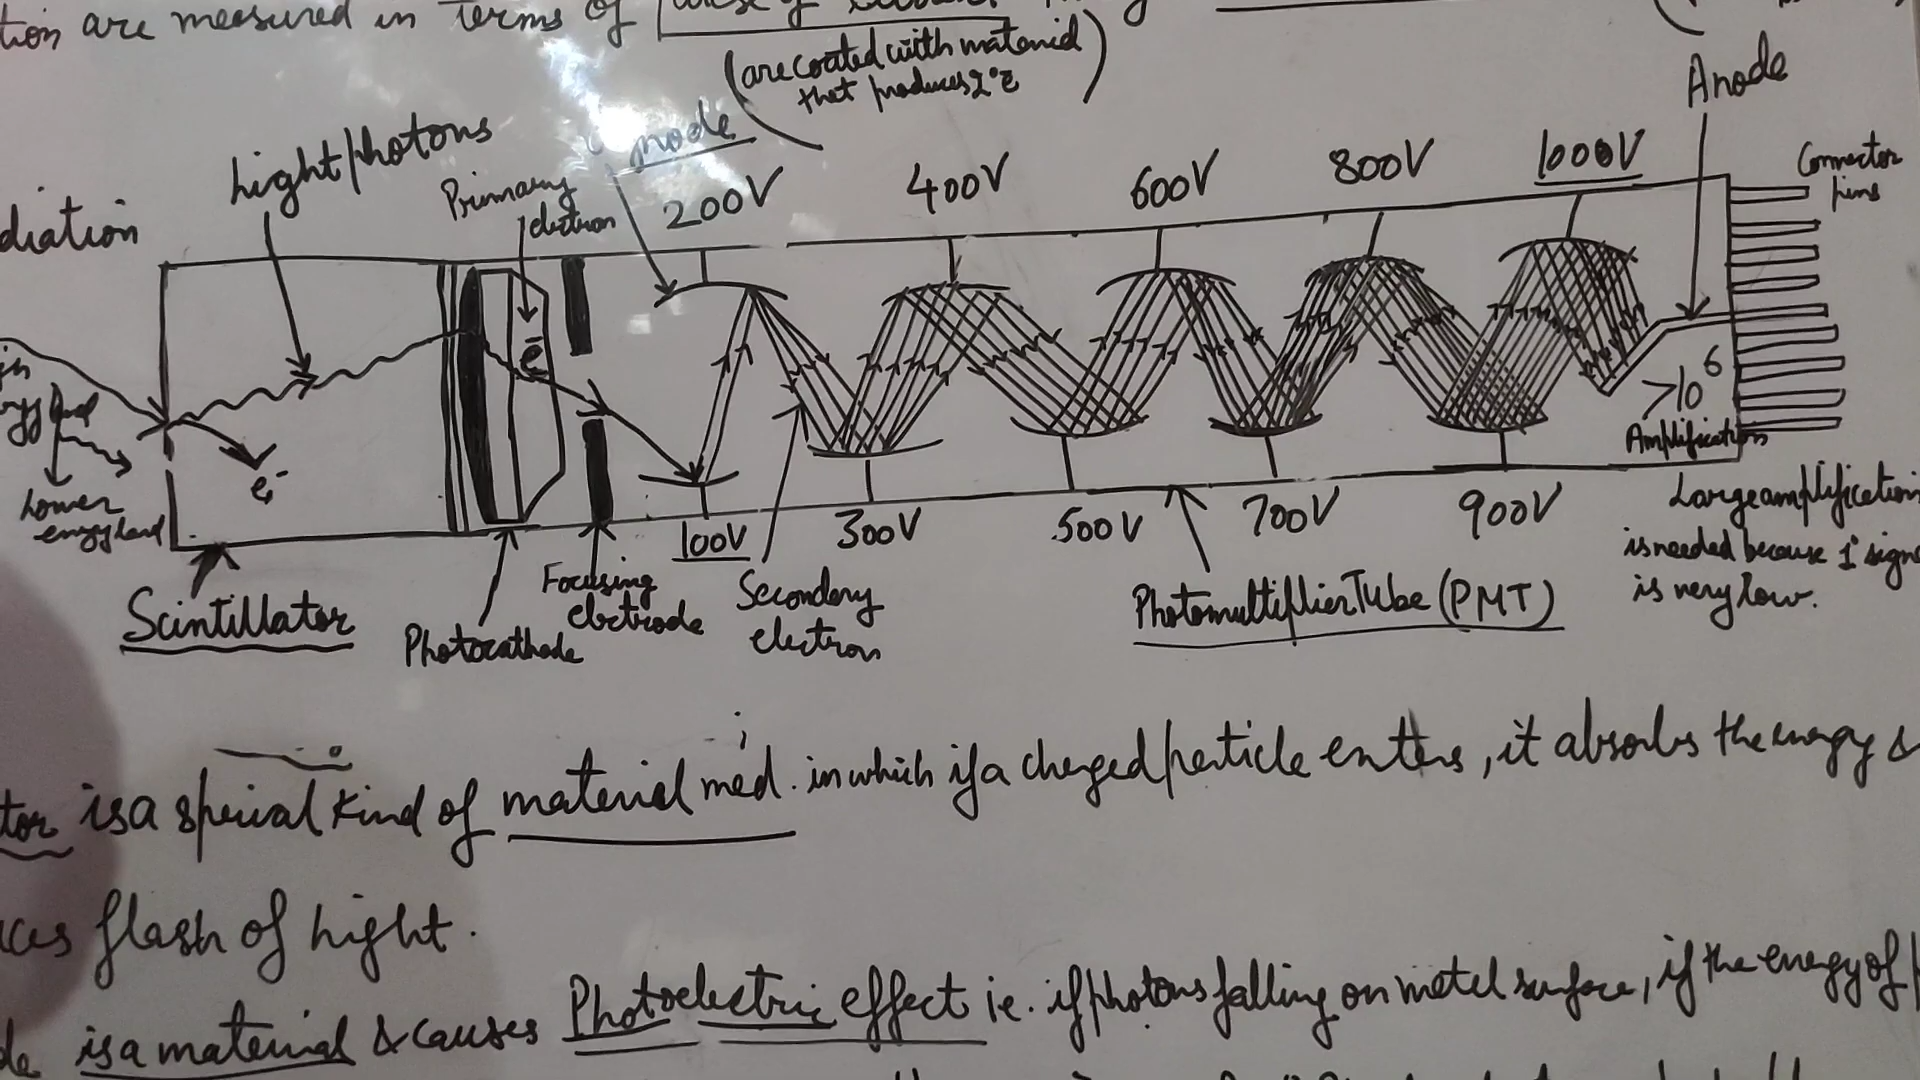 tion are measured in terms of
(are coated with material
that produces 2°ē)
Anode
Light/photons
node
Primary
electron
200V
400V
600V
800V
1000V
Connector
pins
diation
ē
>10⁶
Amplification
Lower
energy level
e⁻
100V
300V
500V
700V
900V
Large amplification
is needed because 1°
is very low.
Scintillator
Photocathode
Focusing
electrode
Secondary
electron
Photomultiplier Tube (PMT)
tor is a special kind of material med. in which if a charged particle enters, it absorbs the energy &
ces flash of light.
de is a material & causes Photoelectric effect ie. if photons falling on metal surface, if the energy of